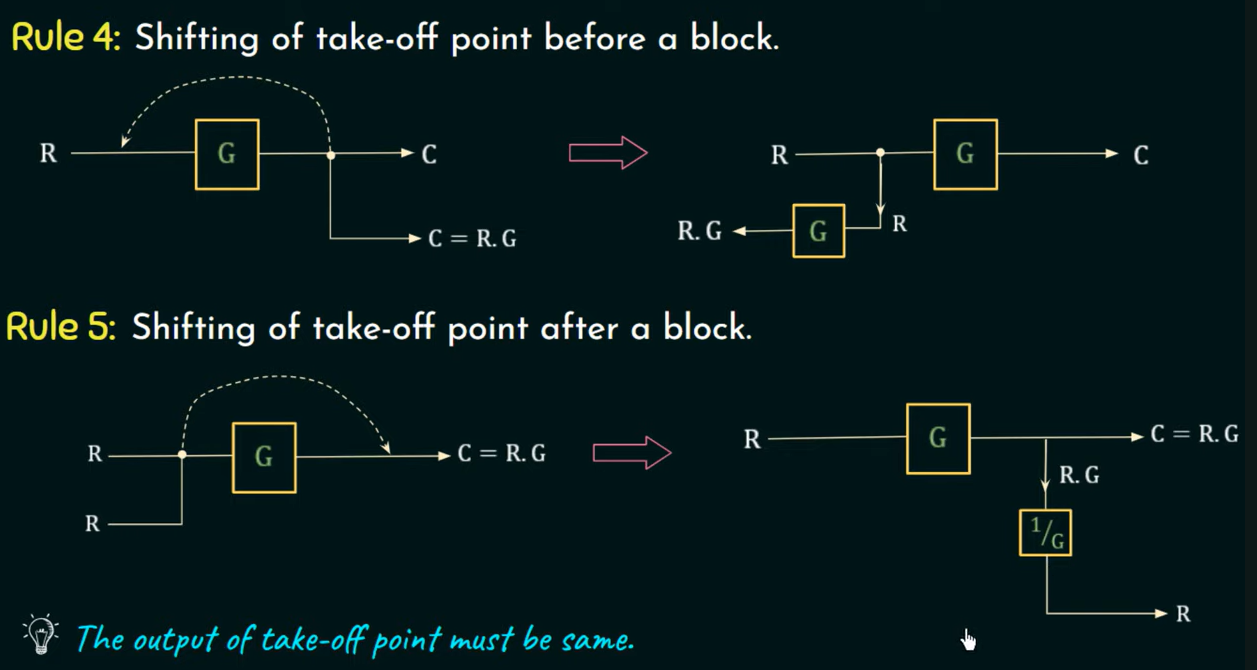 Rule 4: Shifting of take-off point before a block.
R G C
C = R. G
R G C
R. G G R
Rule 5: Shifting of take-off point after a block.
R G C = R. G
R
R G C = R. G
R. G
1/G
R
The output of take-off point must be same.